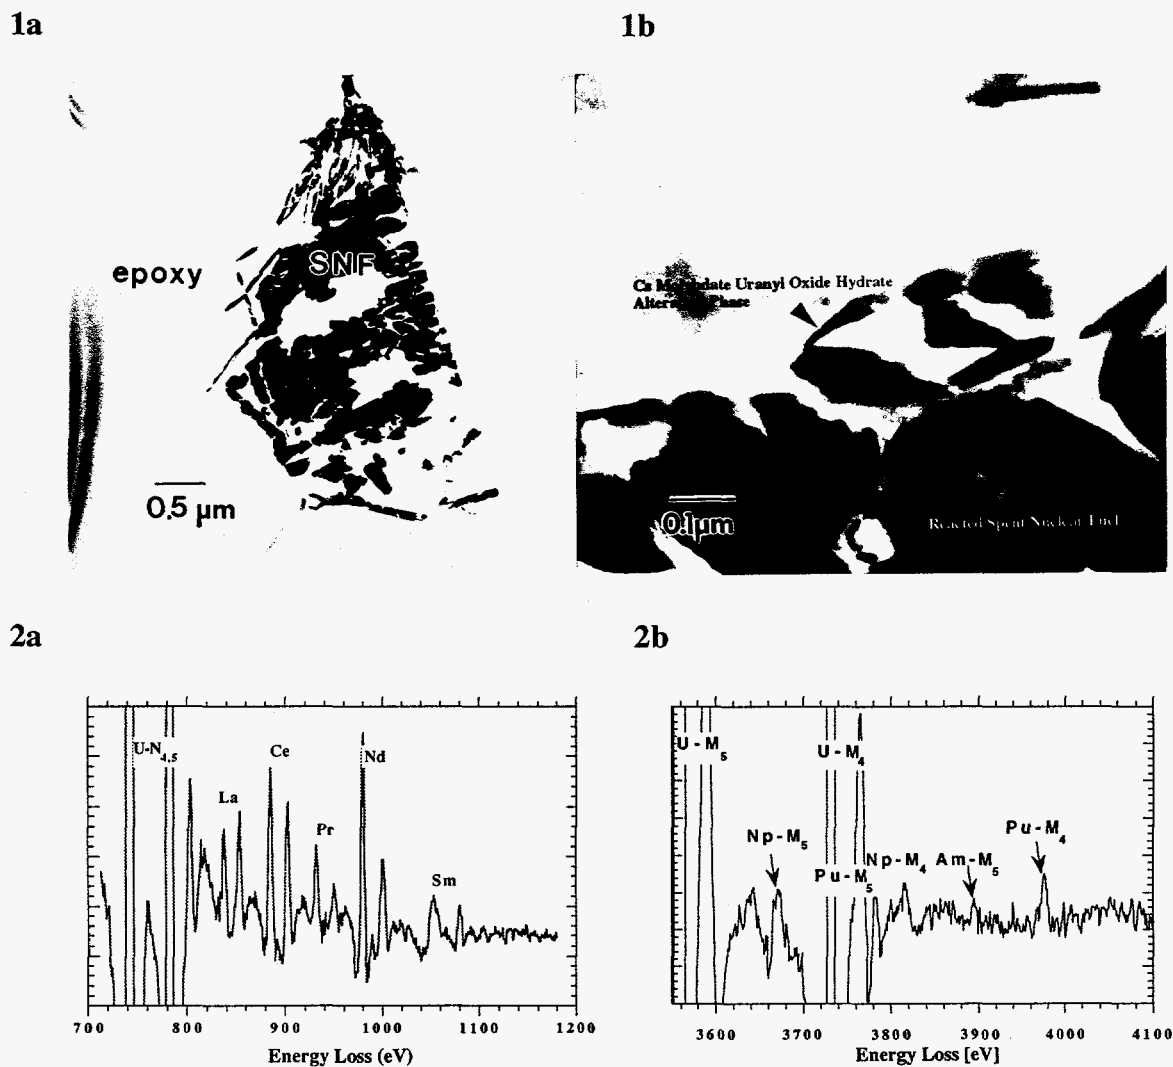 1a
1b
epoxy
SNF
0.5 μm
Cs Molybdate Uranyl Oxide Hydrate
Alteration Phase
0.1μm
Reacted Spent Nuclear Fuel
2a
2b
U-N4,5
La
Ce
Pr
Nd
Sm
700 800 900 1000 1100 1200
Energy Loss (eV)
U-M5
Np-M5
U-M4
Pu-M5
Np-M4
Am-M5
Pu-M4
3600 3700 3800 3900 4000 4100
Energy Loss [eV]